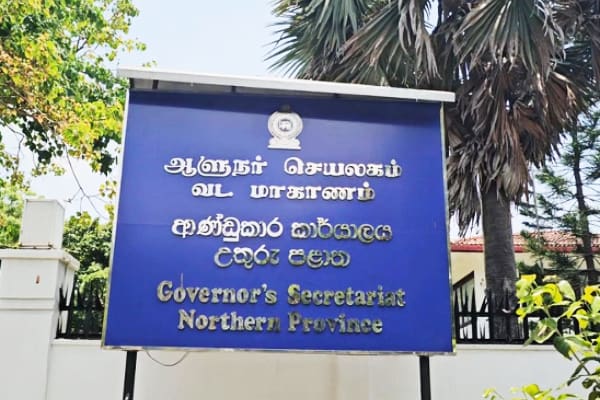 ஆளுநர் செயலகம்
வட மாகாணம்
ආණ්ඩුකාර කාර්යාලය
උතුරු පළාත
Governor's Secretariat
Northern Province